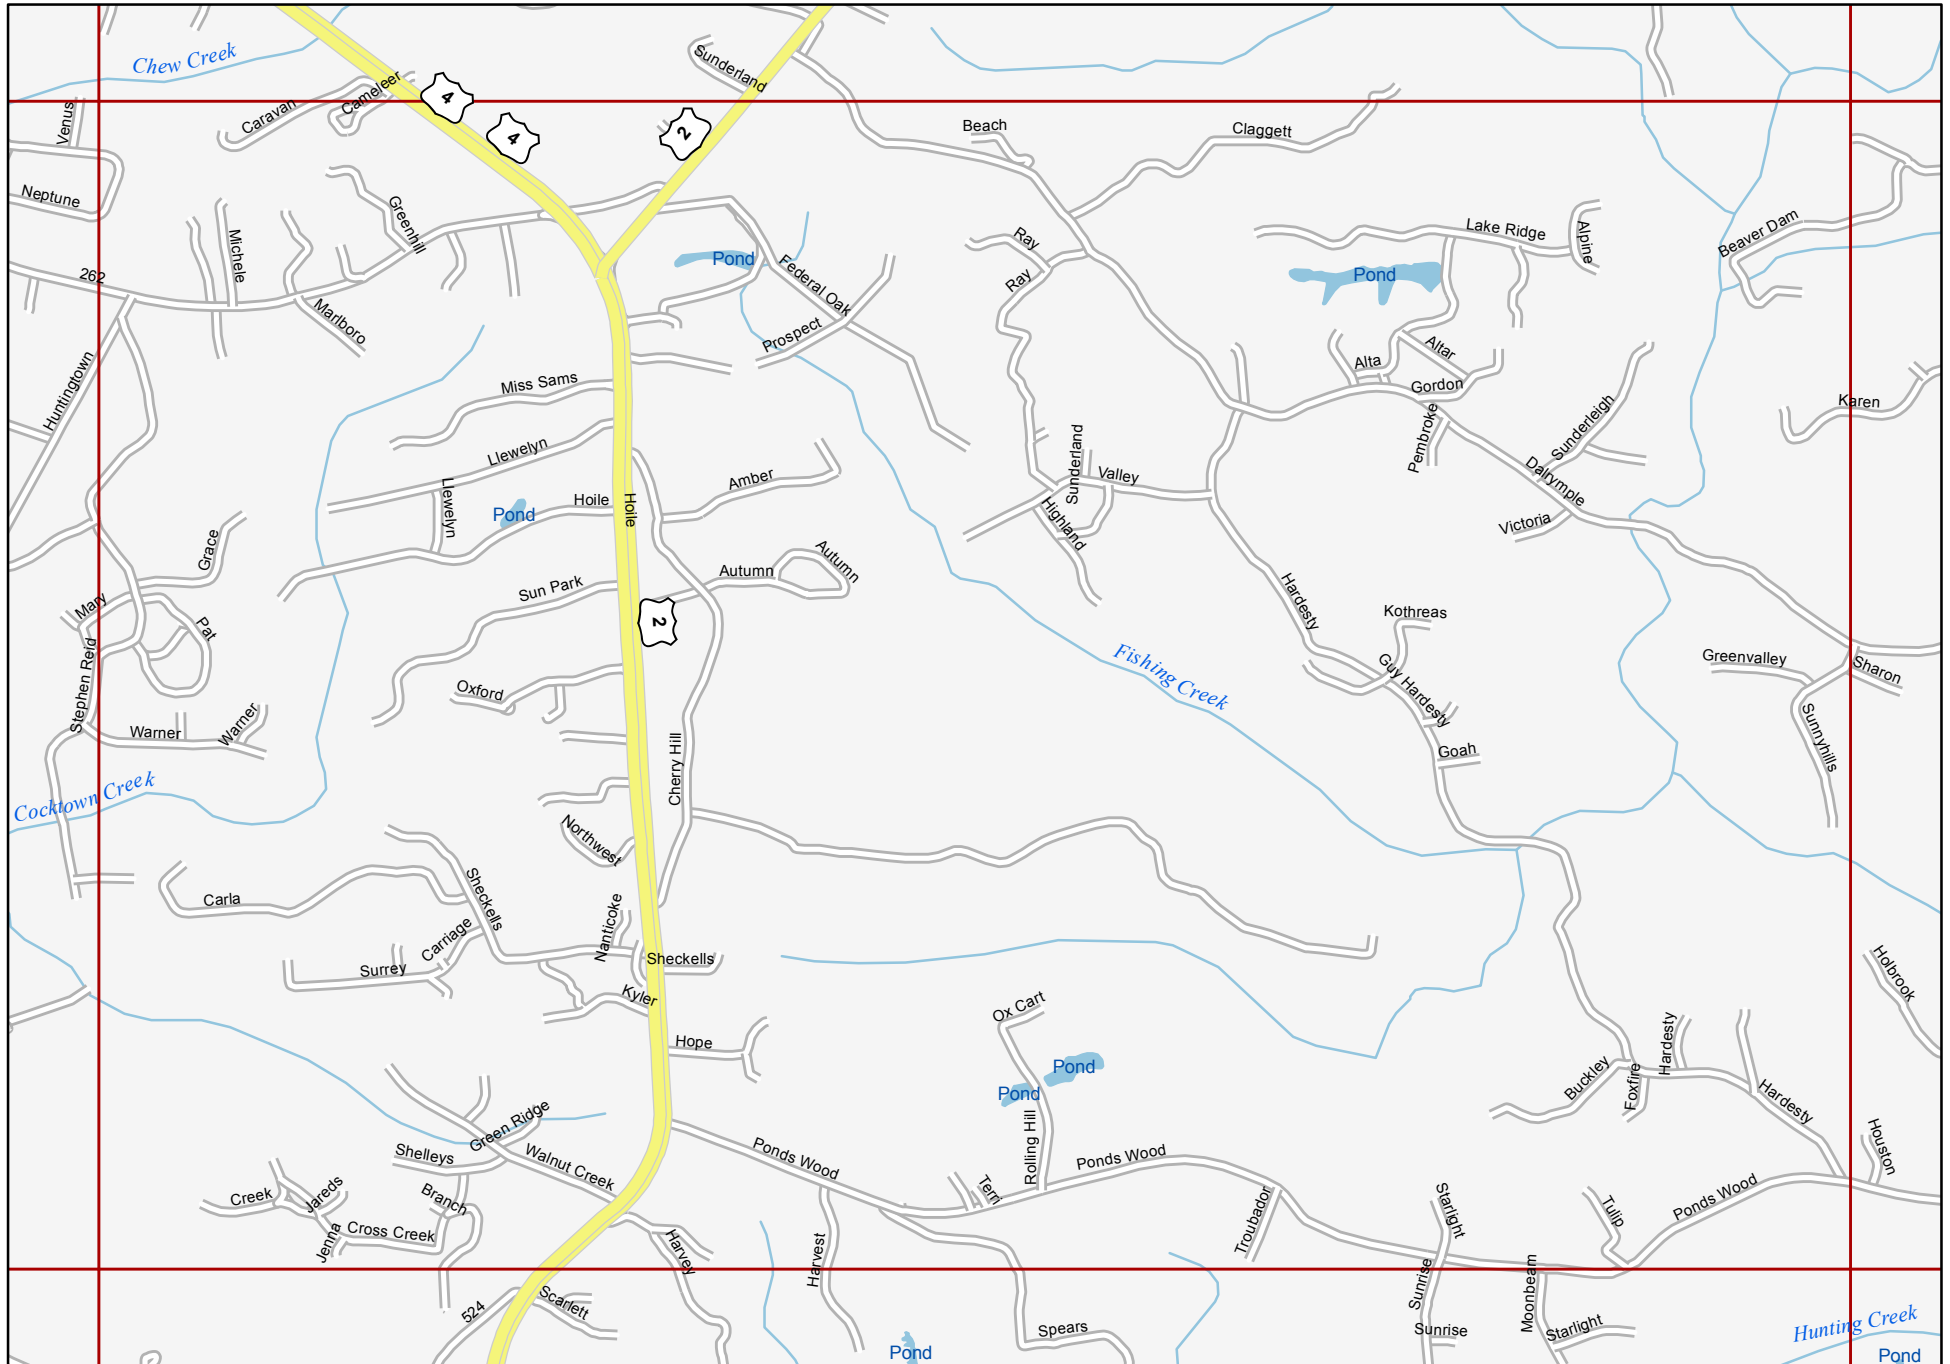 Chew Creek
Sunderland
Cameleer
Caravan
4
4
2
Venus
Beach
Claggett
Neptune
Greenhill
Michele
262
Marlboro
Huntingtown
Pond
Federal Oak
Prospect
Ray
Ray
Lake Ridge
Alpine
Beaver Dam
Pond
Altar
Alta
Gordon
Pembroke
Sunderleigh
Karen
Miss Sams
Llewelyn
Llewelyn
Amber
Hoile
Hoile
Pond
Sunderland
Valley
Highland
Dalrymple
Victoria
Grace
Mary
Pat
Stephen Reid
Autumn
Autumn
Sun Park
2
Hardesty
Kothreas
Guy Hardesty
Goah
Fishing Creek
Greenvalley
Sharon
Sunnyhills
Oxford
Warner
Warner
Cherry Hill
Cocktown Creek
Northwest
Carla
Sheckells
Carriage
Nanticoke
Sheckells
Surrey
Kyler
Hope
Ox Cart
Pond
Pond
Rolling Hill
Holbrook
Hardesty
Buckley
Foxfire
Hardesty
Houston
Green Ridge
Shelleys
Walnut Creek
Ponds Wood
Ponds Wood
Ponds Wood
Terri
Branch
Creek
Jareds
Jenna
Cross Creek
Harvey
Harvest
Troubador
Starlight
Tulip
Sunrise
Sunrise
Moonbeam
Starlight
524
Scarlett
Spears
Pond
Hunting Creek
Pond